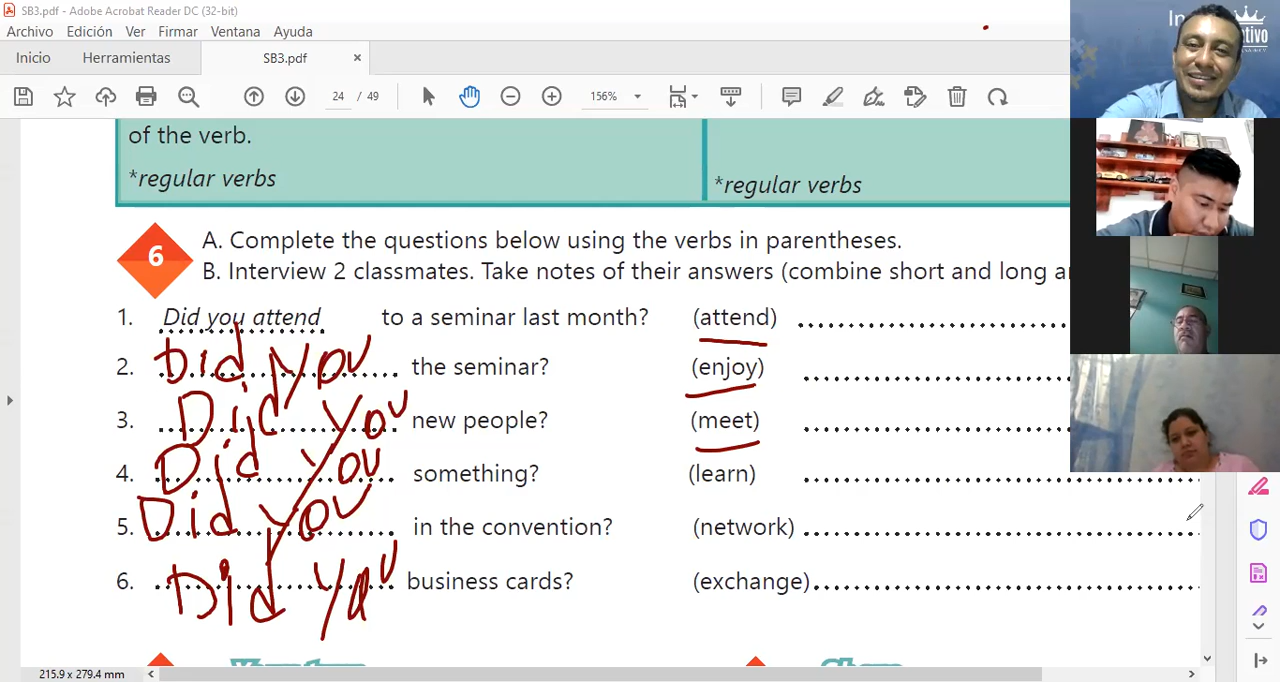 SB3.pdf - Adobe Acrobat Reader DC (32-bit)
Archivo Edición Ver Firmar Ventana Ayuda
Inicio Herramientas SB3.pdf ×
24 / 49 156%
of the verb.
*regular verbs *regular verbs
6 A. Complete the questions below using the verbs in parentheses.
B. Interview 2 classmates. Take notes of their answers (combine short and long
1. Did you attend to a seminar last month? (attend)
2. Did you the seminar? (enjoy)
3. Did you new people? (meet)
4. Did you something? (learn)
5. Did you in the convention? (network)
6. Did you business cards? (exchange)
215.9 x 279.4 mm